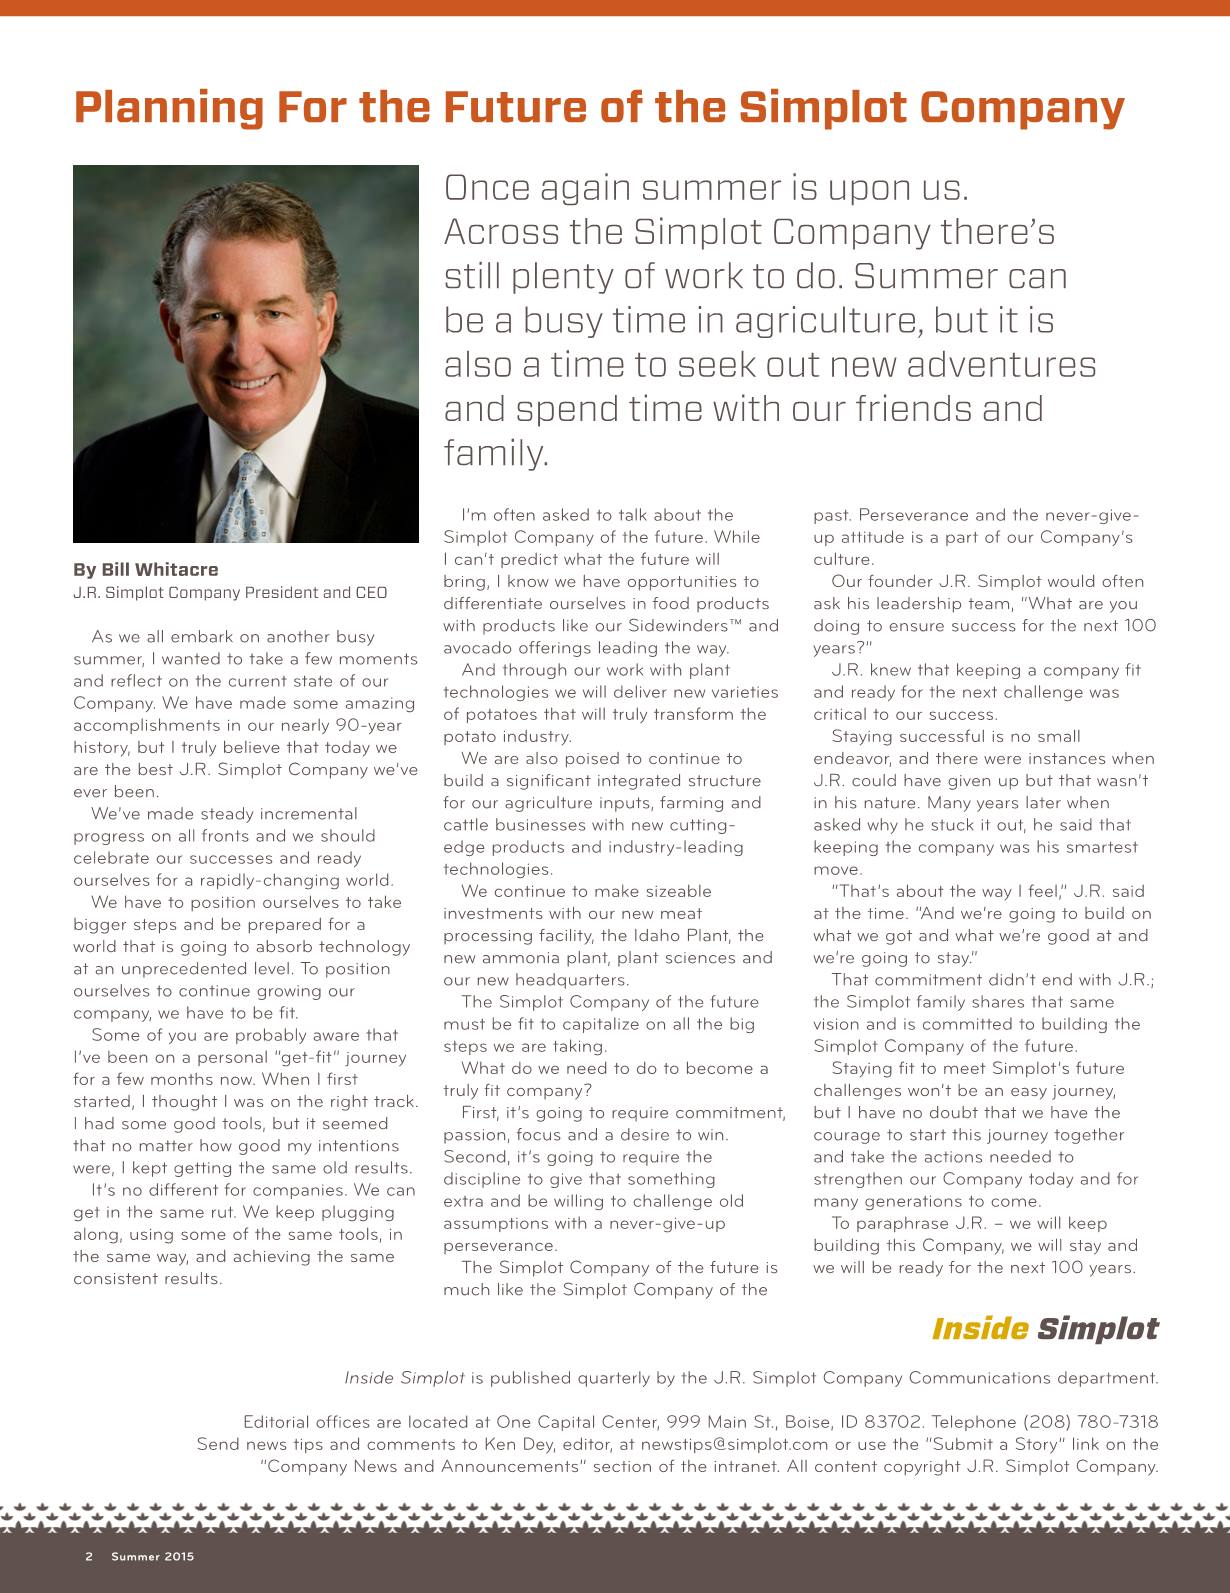 Planning For the Future of the Simplot Company
Once again summer is upon us.
Across the Simplot Company there's
still plenty of work to do. Summer can
be a busy time in agriculture, but it is
also a time to seek out new adventures
and spend time with our friends and
family.
By Bill Whitacre
J.R. Simplot Company President and CEO
As we all embark on another busy
summer, I wanted to take a few moments
and reflect on the current state of our
Company. We have made some amazing
accomplishments in our nearly 90-year
history, but I truly believe that today we
are the best J.R. Simplot Company we've
ever been.
We've made steady incremental
progress on all fronts and we should
celebrate our successes and ready
ourselves for a rapidly-changing world.
We have to position ourselves to take
bigger steps and be prepared for a
world that is going to absorb technology
at an unprecedented level. To position
ourselves to continue growing our
company, we have to be fit.
Some of you are probably aware that
I've been on a personal "get-fit" journey
for a few months now. When I first
started, I thought I was on the right track.
I had some good tools, but it seemed
that no matter how good my intentions
were, I kept getting the same old results.
It's no different for companies. We can
get in the same rut. We keep plugging
along, using some of the same tools, in
the same way, and achieving the same
consistent results.
I'm often asked to talk about the
Simplot Company of the future. While
I can't predict what the future will
bring, I know we have opportunities to
differentiate ourselves in food products
with products like our Sidewinders™ and
avocado offerings leading the way.
And through our work with plant
technologies we will deliver new varieties
of potatoes that will truly transform the
potato industry.
We are also poised to continue to
build a significant integrated structure
for our agriculture inputs, farming and
cattle businesses with new cutting-
edge products and industry-leading
technologies.
We continue to make sizeable
investments with our new meat
processing facility, the Idaho Plant, the
new ammonia plant, plant sciences and
our new headquarters.
The Simplot Company of the future
must be fit to capitalize on all the big
steps we are taking.
What do we need to do to become a
truly fit company?
First, it's going to require commitment,
passion, focus and a desire to win.
Second, it's going to require the
discipline to give that something
extra and be willing to challenge old
assumptions with a never-give-up
perseverance.
The Simplot Company of the future is
much like the Simplot Company of the
past. Perseverance and the never-give-
up attitude is a part of our Company's
culture.
Our founder J.R. Simplot would often
ask his leadership team, "What are you
doing to ensure success for the next 100
years?"
J.R. knew that keeping a company fit
and ready for the next challenge was
critical to our success.
Staying successful is no small
endeavor, and there were instances when
J.R. could have given up but that wasn't
in his nature. Many years later when
asked why he stuck it out, he said that
keeping the company was his smartest
move.
"That's about the way I feel," J.R. said
at the time. "And we're going to build on
what we got and what we're good at and
we're going to stay."
That commitment didn't end with J.R.;
the Simplot family shares that same
vision and is committed to building the
Simplot Company of the future.
Staying fit to meet Simplot's future
challenges won't be an easy journey,
but I have no doubt that we have the
courage to start this journey together
and take the actions needed to
strengthen our Company today and for
many generations to come.
To paraphrase J.R. – we will keep
building this Company, we will stay and
we will be ready for the next 100 years.
Inside Simplot
Inside Simplot is published quarterly by the J.R. Simplot Company Communications department.
Editorial offices are located at One Capital Center, 999 Main St., Boise, ID 83702. Telephone (208) 780-7318
Send news tips and comments to Ken Dey, editor, at newstips@simplot.com or use the "Submit a Story" link on the
"Company News and Announcements" section of the intranet. All content copyright J.R. Simplot Company.
2 Summer 2015